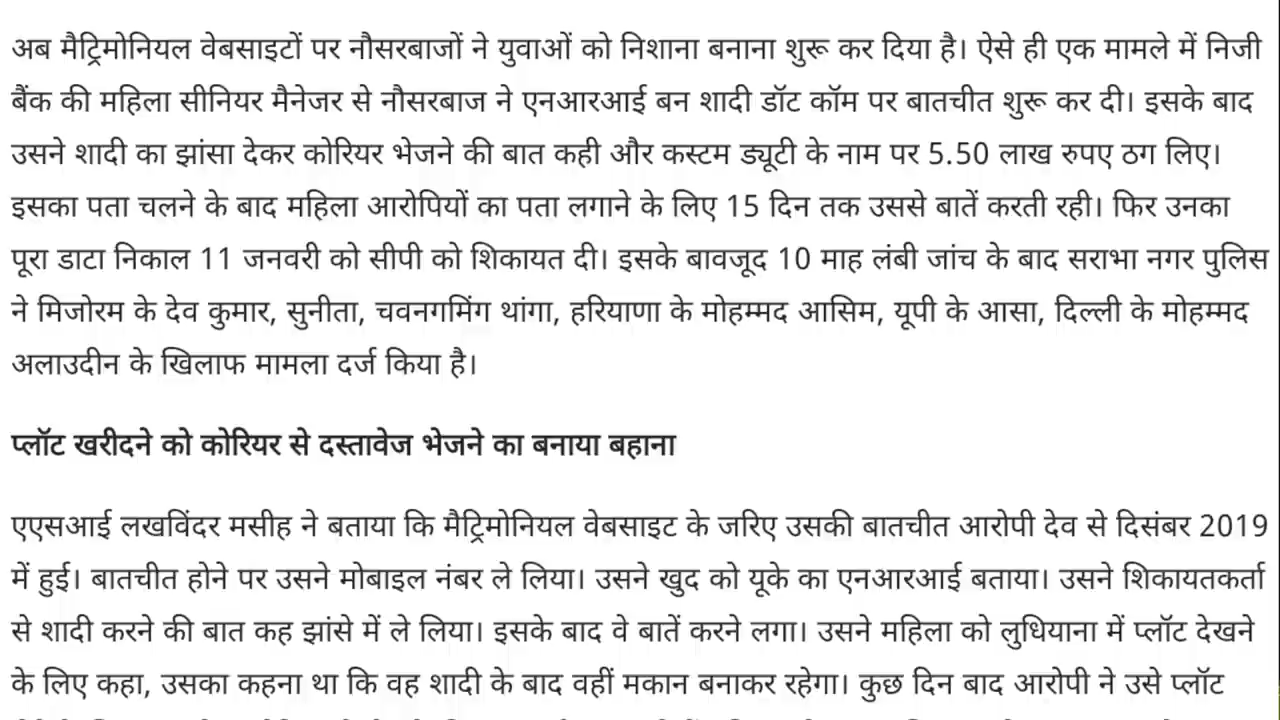 अब मैट्रिमोनियल वेबसाइटों पर नौसरबाजों ने युवाओं को निशाना बनाना शुरू कर दिया है। ऐसे ही एक मामले में निजी
बैंक की महिला सीनियर मैनेजर से नौसरबाज ने एनआरआई बन शादी डॉट कॉम पर बातचीत शुरू कर दी। इसके बाद
उसने शादी का झांसा देकर कोरियर भेजने की बात कही और कस्टम ड्यूटी के नाम पर 5.50 लाख रुपए ठग लिए।
इसका पता चलने के बाद महिला आरोपियों का पता लगाने के लिए 15 दिन तक उससे बातें करती रही। फिर उनका
पूरा डाटा निकाल 11 जनवरी को सीपी को शिकायत दी। इसके बावजूद 10 माह लंबी जांच के बाद सराभा नगर पुलिस
ने मिजोरम के देव कुमार, सुनीता, चवनगमिंग थांगा, हरियाणा के मोहम्मद आसिम, यूपी के आसा, दिल्ली के मोहम्मद
अलाउदीन के खिलाफ मामला दर्ज किया है।
प्लॉट खरीदने को कोरियर से दस्तावेज भेजने का बनाया बहाना
एएसआई लखविंदर मसीह ने बताया कि मैट्रिमोनियल वेबसाइट के जरिए उसकी बातचीत आरोपी देव से दिसंबर 2019
में हुई। बातचीत होने पर उसने मोबाइल नंबर ले लिया। उसने खुद को यूके का एनआरआई बताया। उसने शिकायतकर्ता
से शादी करने की बात कह झांसे में ले लिया। इसके बाद वे बातें करने लगा। उसने महिला को लुधियाना में प्लॉट देखने
के लिए कहा, उसका कहना था कि वह शादी के बाद वहीं मकान बनाकर रहेगा। कुछ दिन बाद आरोपी ने उसे प्लॉट